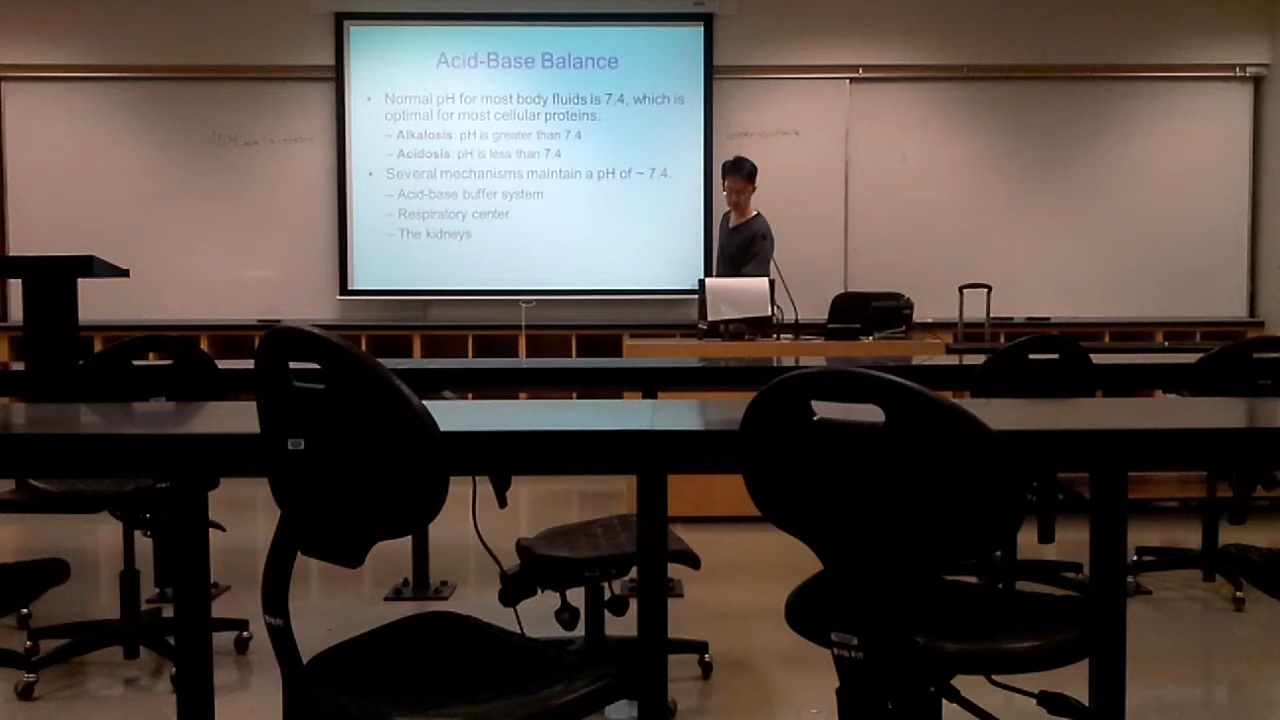 Acid-Base Balance
• Normal pH for most body fluids is 7.4, which is
optimal for most cellular proteins.
– Alkalosis: pH is greater than 7.4
– Acidosis: pH is less than 7.4
• Several mechanisms maintain a pH of ~ 7.4.
– Acid-base buffer system
– Respiratory center
– The kidneys